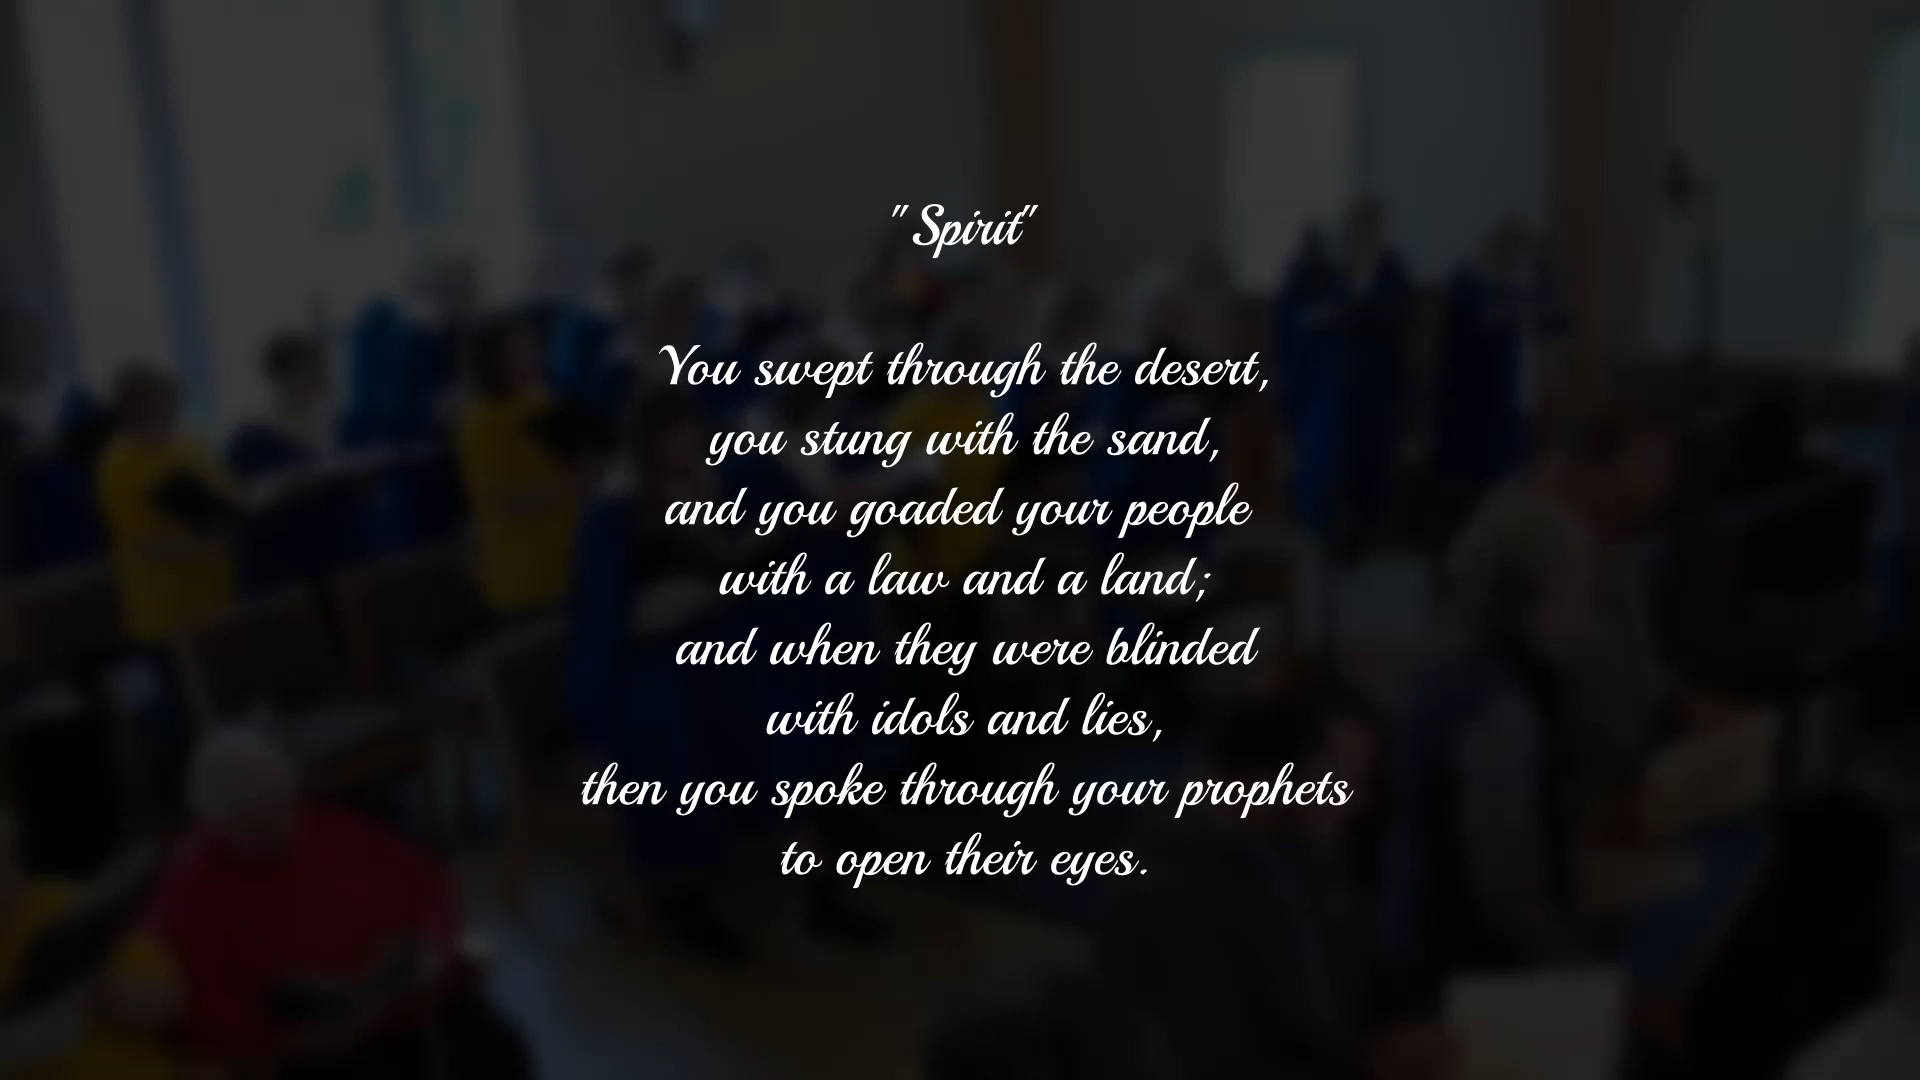 "Spirit"
You swept through the desert,
you stung with the sand,
and you goaded your people
with a law and a land;
and when they were blinded
with idols and lies,
then you spoke through your prophets
to open their eyes.